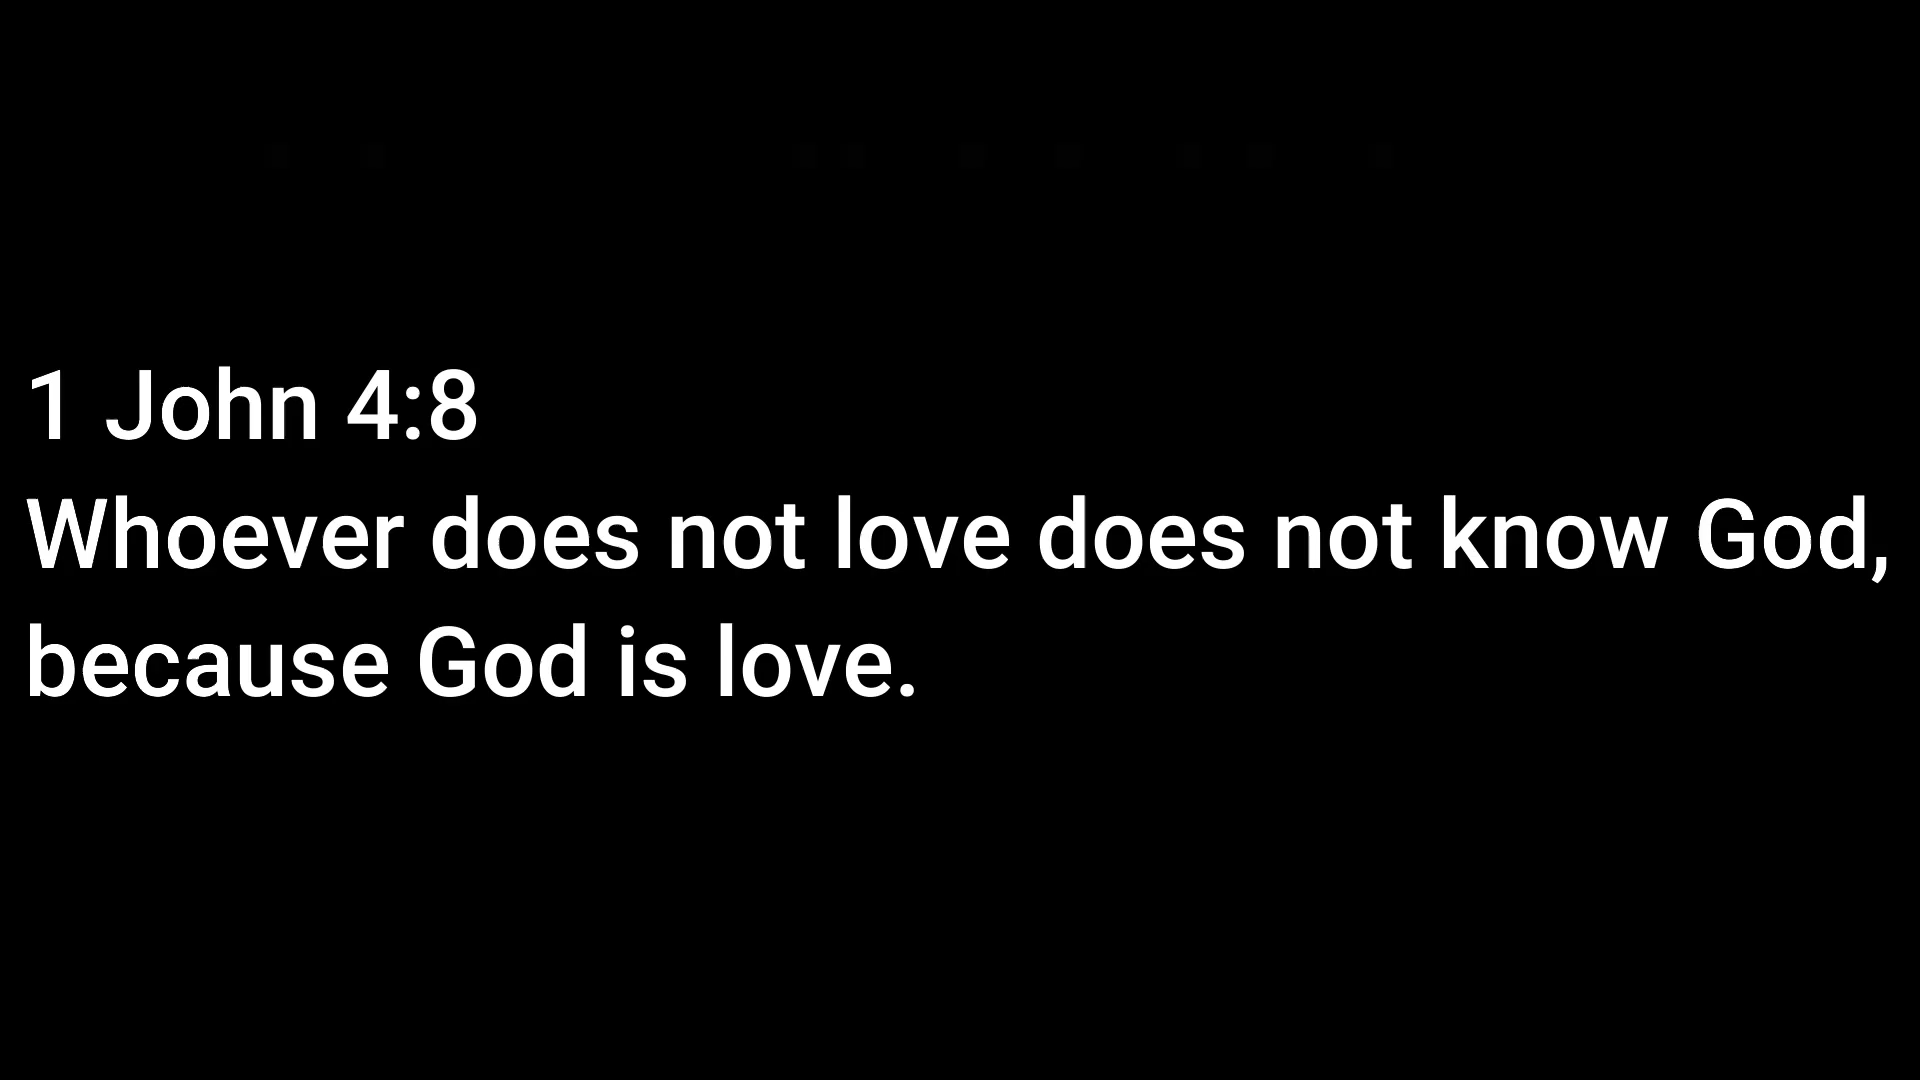 1 John 4:8
Whoever does not love does not know God,
because God is love.